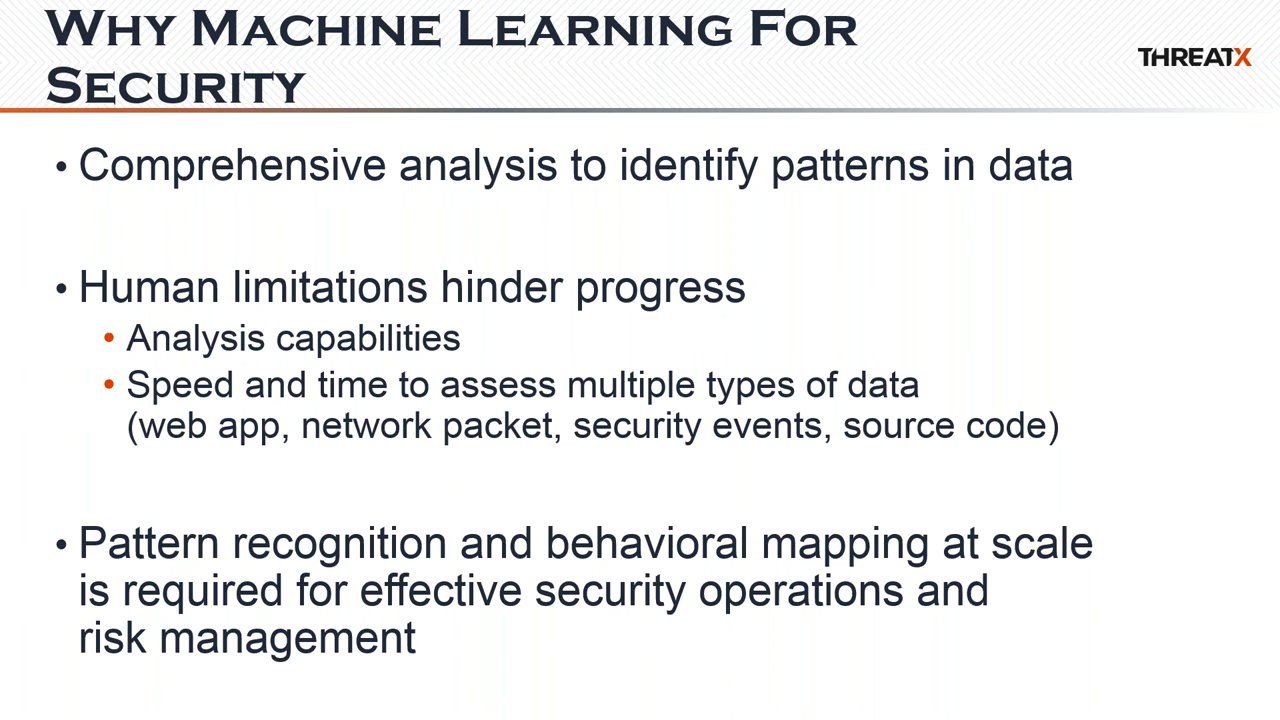 WHY MACHINE LEARNING FOR
SECURITY
THREATX
• Comprehensive analysis to identify patterns in data
• Human limitations hinder progress
• Analysis capabilities
• Speed and time to assess multiple types of data
(web app, network packet, security events, source code)
• Pattern recognition and behavioral mapping at scale
is required for effective security operations and
risk management